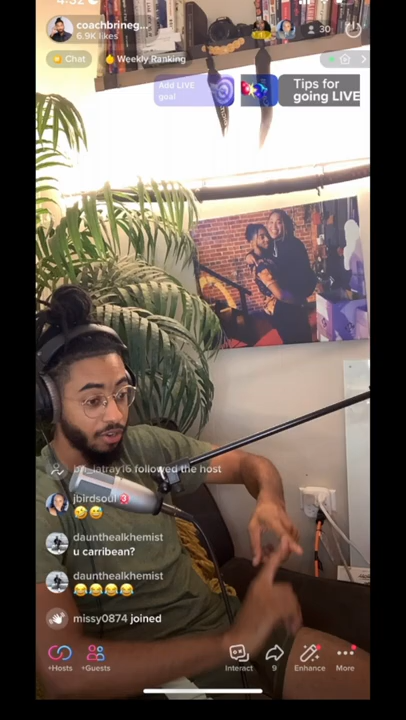 coachbrineg...
6.9K likes
30
Chat
Weekly Ranking
Add LIVE
goal
Tips for
going LIVE
followed the host
jbirdsoul 3
daunthealkhemist
u carribean?
daunthealkhemist
missy0874 joined
+Hosts
+Guests
Interact
9
Enhance
More